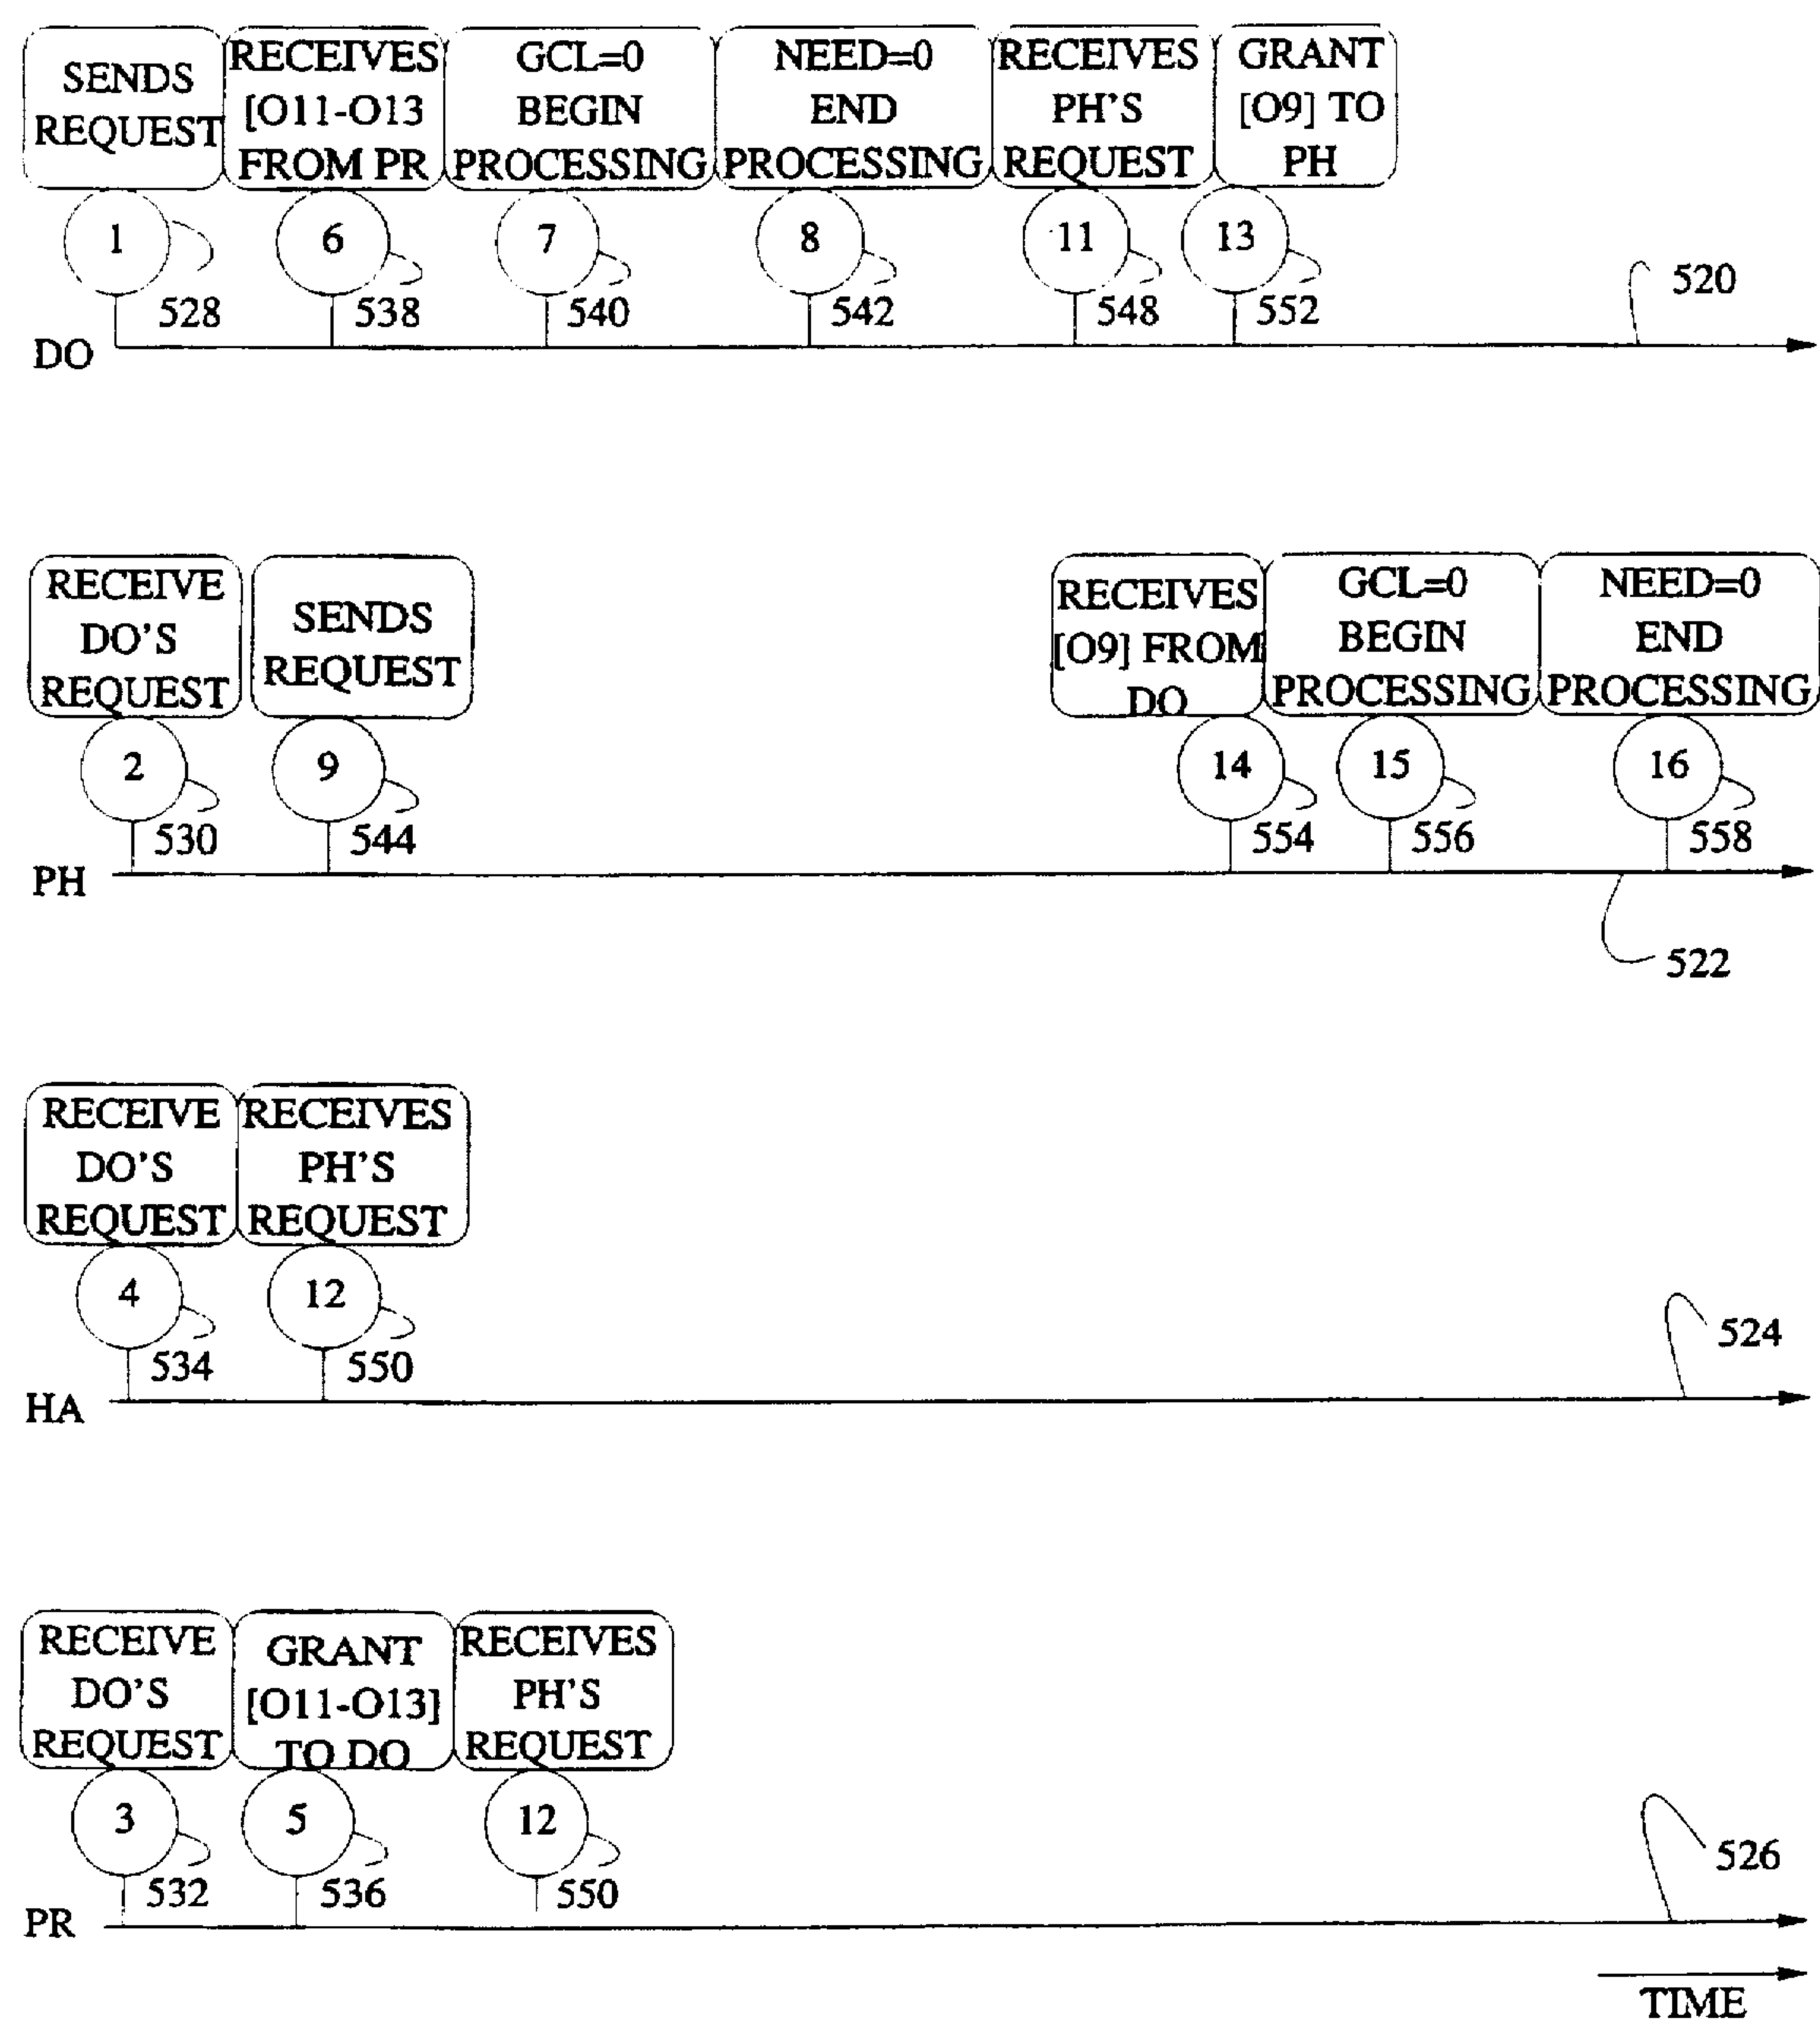 SENDS
REQUEST
RECEIVES
[O11-O13
FROM PR
GCL=0
BEGIN
PROCESSING
NEED=0
END
PROCESSING
RECEIVES
PH'S
REQUEST
GRANT
[O9] TO
PH
1
6
7
8
11
13
528
538
540
542
548
552
520
DO
RECEIVE
DO'S
REQUEST
SENDS
REQUEST
RECEIVES
[O9] FROM
DO
GCL=0
BEGIN
PROCESSING
NEED=0
END
PROCESSING
2
9
14
15
16
530
544
554
556
558
PH
522
RECEIVE
DO'S
REQUEST
RECEIVES
PH'S
REQUEST
4
12
534
550
524
HA
RECEIVE
DO'S
REQUEST
GRANT
[O11-O13]
TO DO
RECEIVES
PH'S
REQUEST
3
5
12
532
536
550
526
PR
TIME